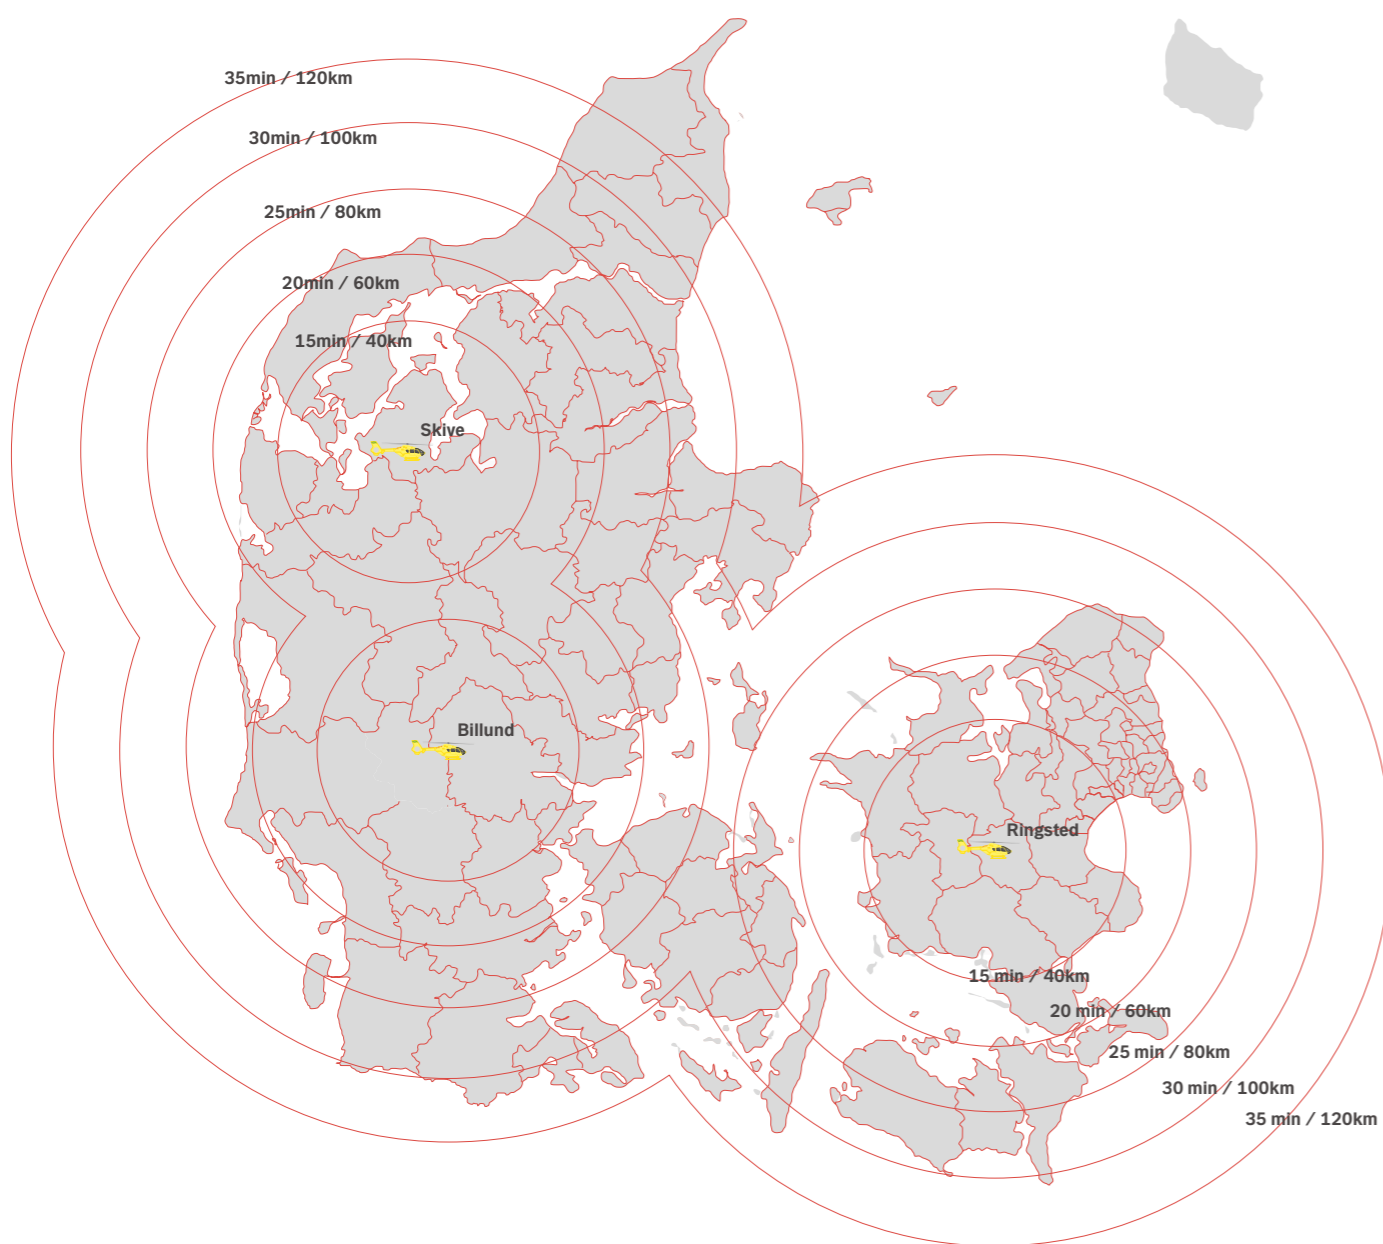 35min / 120km
30min / 100km
25min / 80km
20min / 60km
15min / 40km
Skive
Billund
Ringsted
15 min / 40km
20 min / 60km
25 min / 80km
30 min / 100km
35 min / 120km